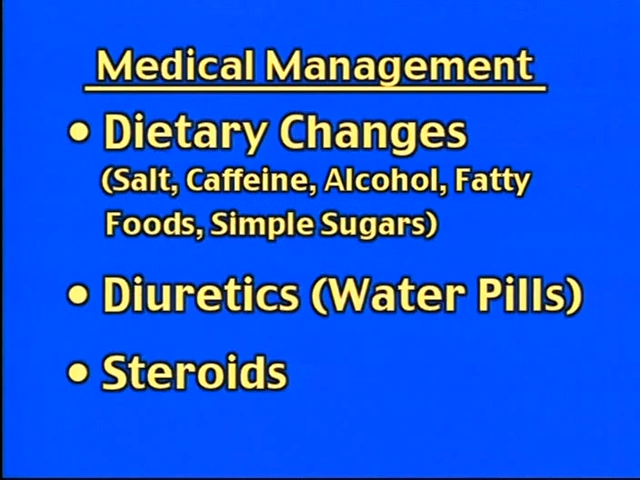 Medical Management
• Dietary Changes
(Salt, Caffeine, Alcohol, Fatty
Foods, Simple Sugars)
• Diuretics (Water Pills)
• Steroids